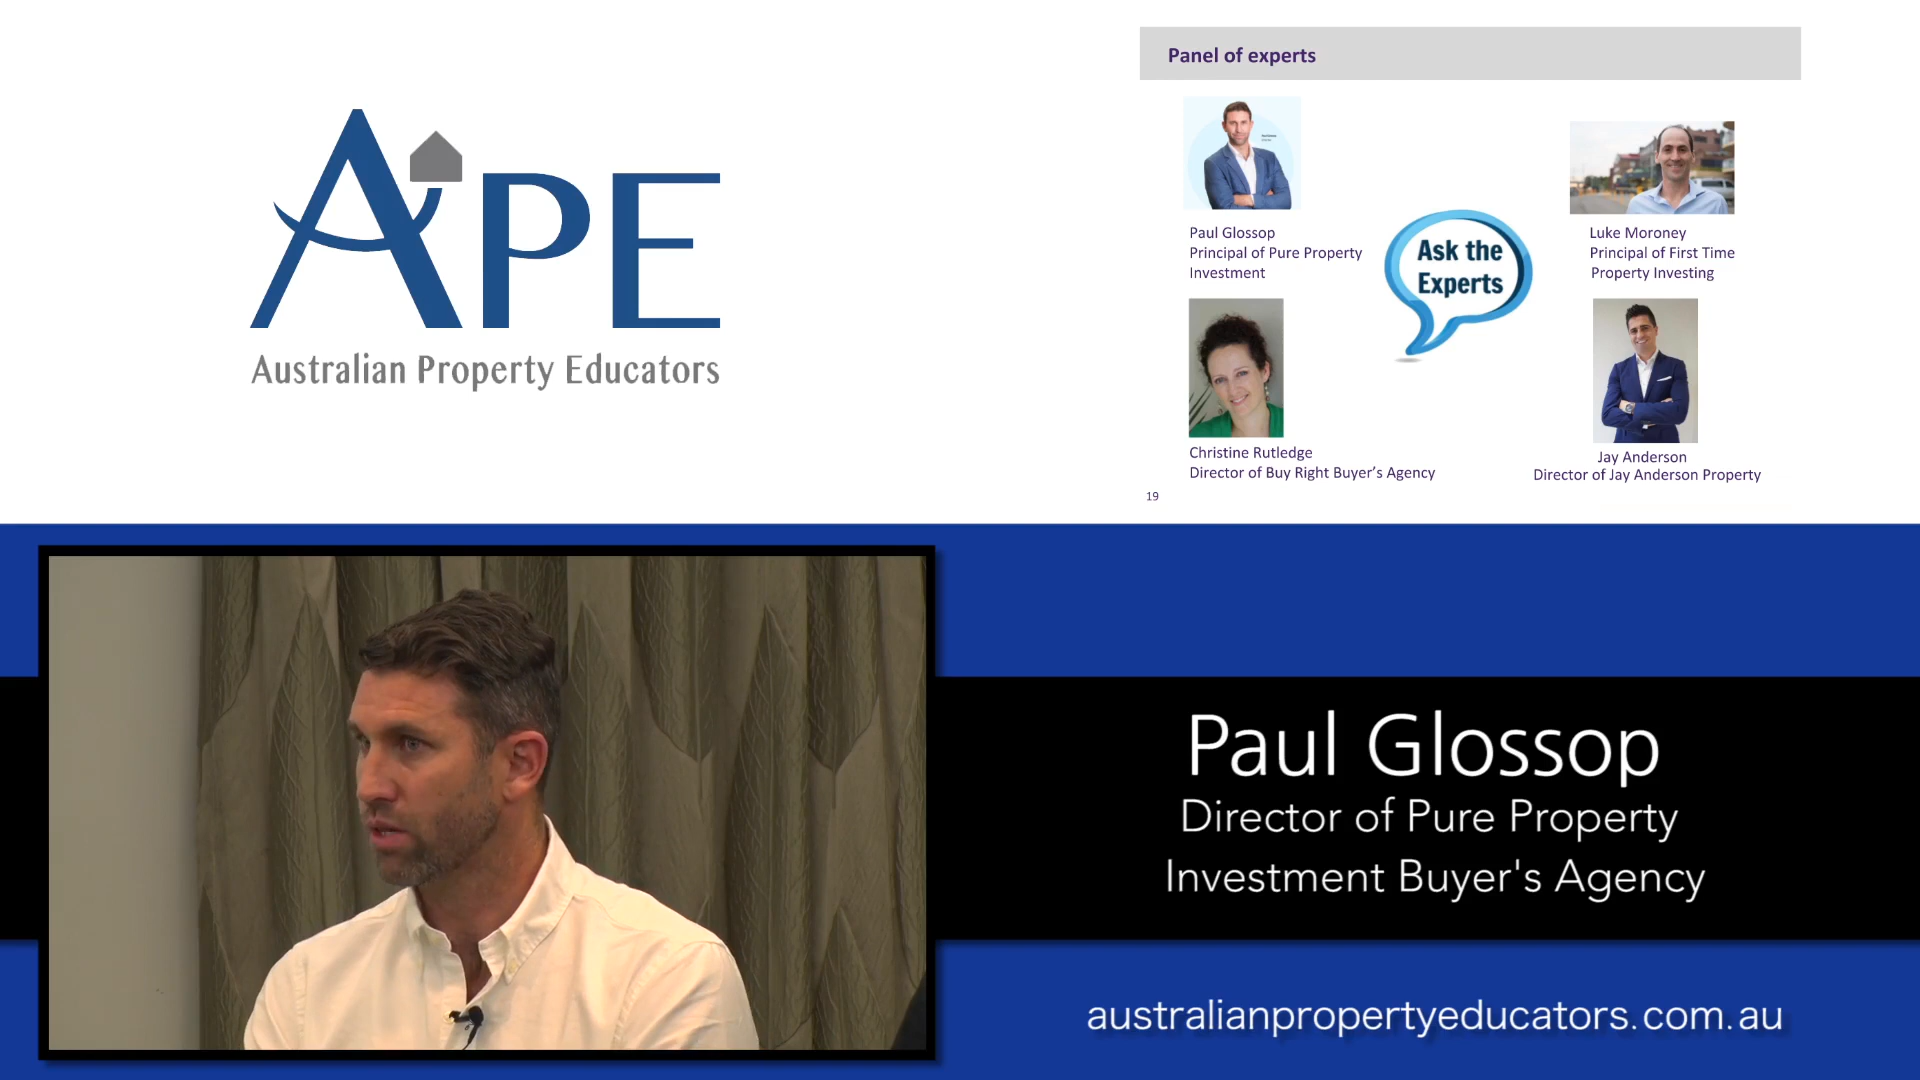 APE
Australian Property Educators
Panel of experts
Paul Glossop
Principal of Pure Property
Investment
Luke Moroney
Principal of First Time
Property Investing
Ask the
Experts
Christine Rutledge
Director of Buy Right Buyer's Agency
Jay Anderson
Director of Jay Anderson Property
19
Paul Glossop
Director of Pure Property
Investment Buyer's Agency
australianpropertyeducators.com.au